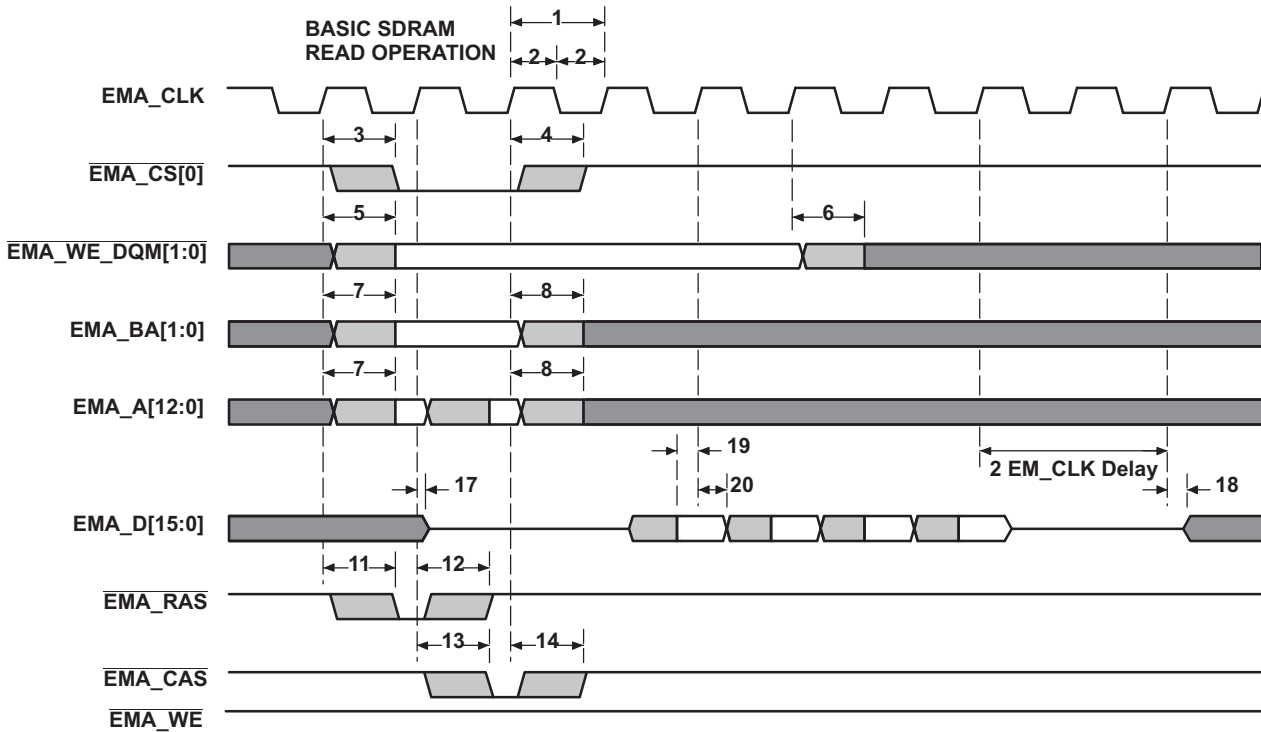 BASIC SDRAM
READ OPERATION
1
2 2
EMA_CLK
3 4
EMA_CS[0]
5 6
EMA_WE_DQM[1:0]
7 8
EMA_BA[1:0]
7 8
EMA_A[12:0]
19
2 EM_CLK Delay
17 20 18
EMA_D[15:0]
11 12
EMA_RAS
13 14
EMA_CAS
EMA_WE